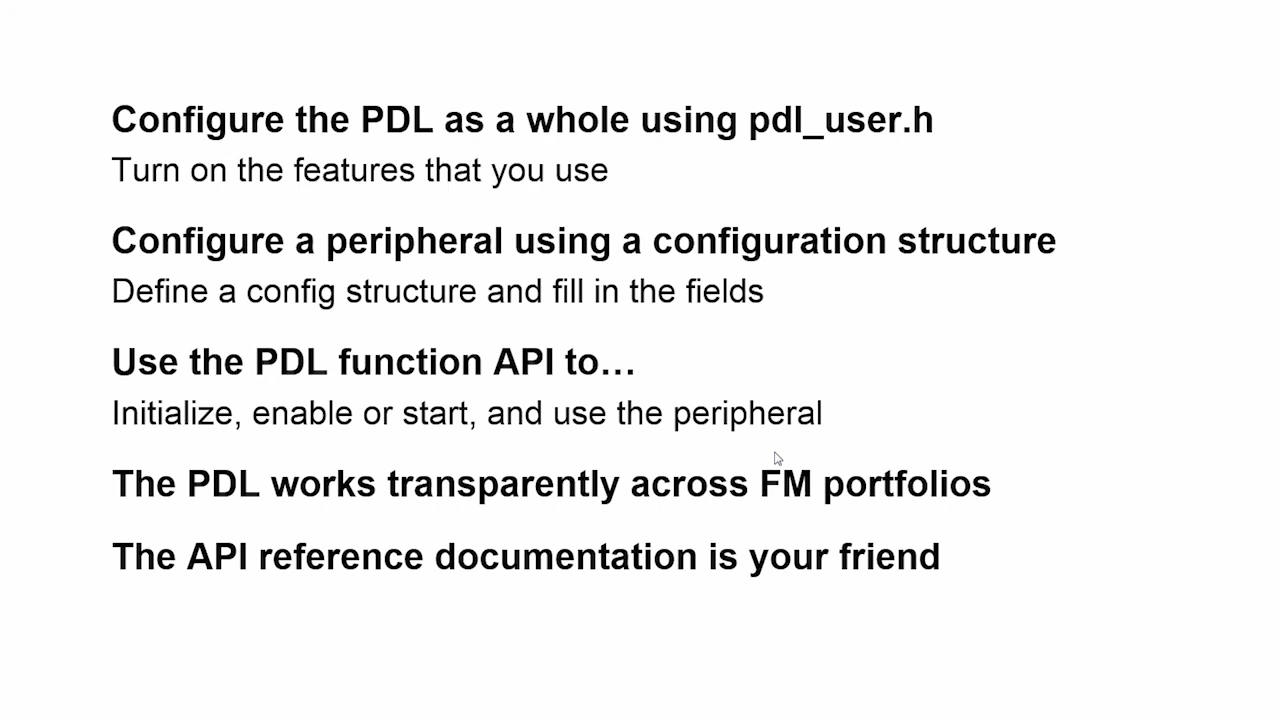 Configure the PDL as a whole using pdl_user.h
Turn on the features that you use
Configure a peripheral using a configuration structure
Define a config structure and fill in the fields
Use the PDL function API to…
Initialize, enable or start, and use the peripheral
The PDL works transparently across FM portfolios
The API reference documentation is your friend